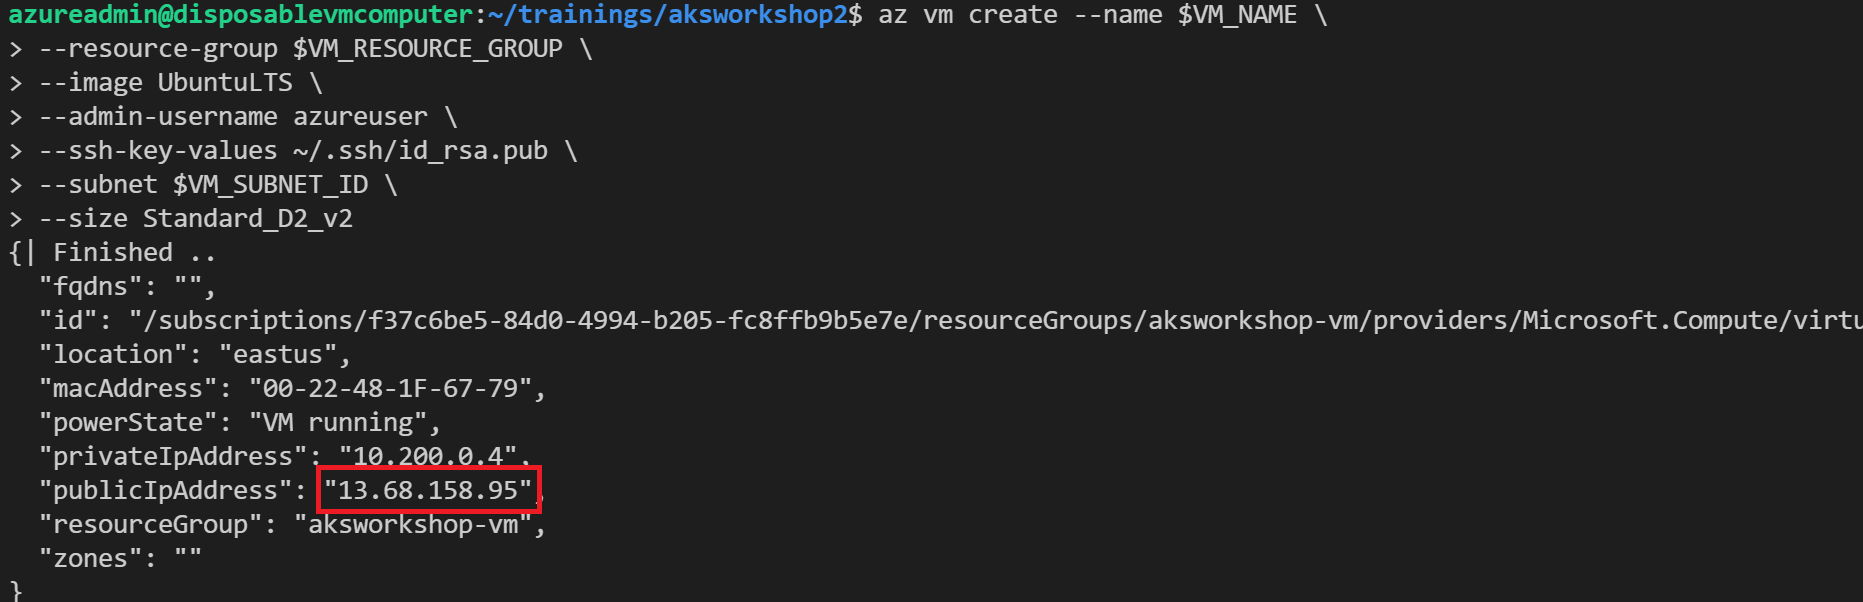 azureadmin@disposablevmcomputer:~/trainings/aksworkshop2$ az vm create --name $VM_NAME \
> --resource-group $VM_RESOURCE_GROUP \
> --image UbuntuLTS \
> --admin-username azureuser \
> --ssh-key-values ~/.ssh/id_rsa.pub \
> --subnet $VM_SUBNET_ID \
> --size Standard_D2_v2
{| Finished ..
  "fqdns": "",
  "id": "/subscriptions/f37c6be5-84d0-4994-b205-fc8ffb9b5e7e/resourceGroups/aksworkshop-vm/providers/Microsoft.Compute/virtu
  "location": "eastus",
  "macAddress": "00-22-48-1F-67-79",
  "powerState": "VM running",
  "privateIpAddress": "10.200.0.4",
  "publicIpAddress": "13.68.158.95",
  "resourceGroup": "aksworkshop-vm",
  "zones": ""
}